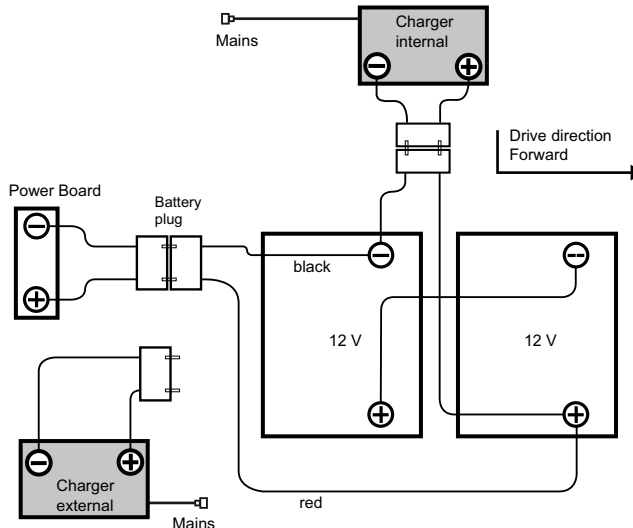 Charger
internal
Mains
Drive direction
Forward
Power Board
Battery
plug
black
12 V
12 V
Charger
external
red
Mains